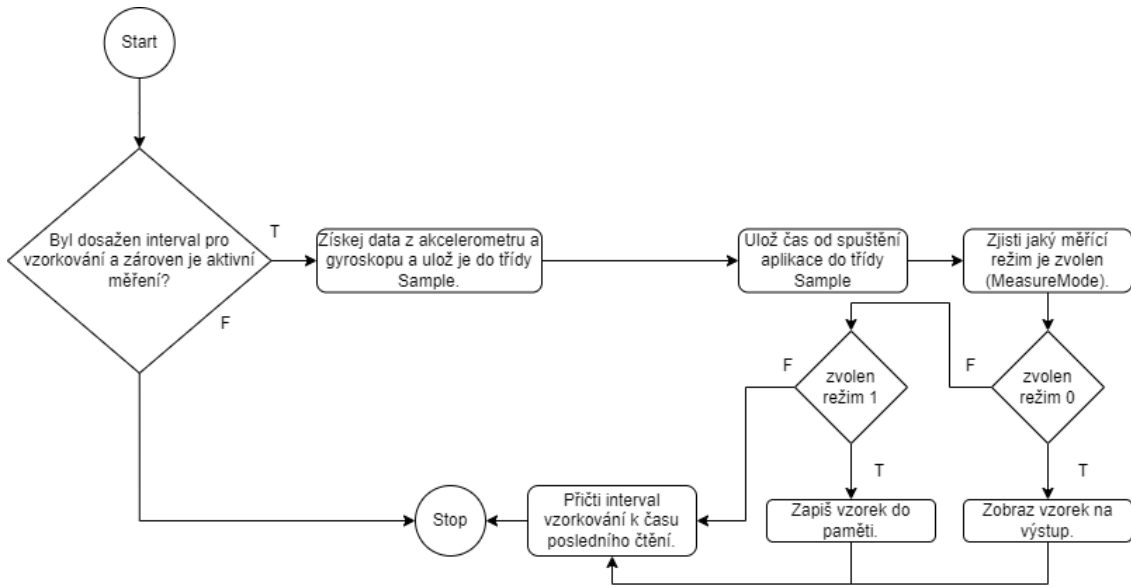 Start
Byl dosažen interval pro
vzorkování a zároven je aktivní
měření?
T
F
Získej data z akcelerometru a
gyroskopu a ulož je do třídy
Sample.
Ulož čas od spuštění
aplikace do třídy
Sample
Zjisti jaký měřící
režim je zvolen
(MeasureMode).
zvolen
režim 0
F
T
zvolen
režim 1
F
T
Zobraz vzorek na
výstup.
Zapiš vzorek do
paměti.
Přičti interval
vzorkování k času
posledního čtění.
Stop